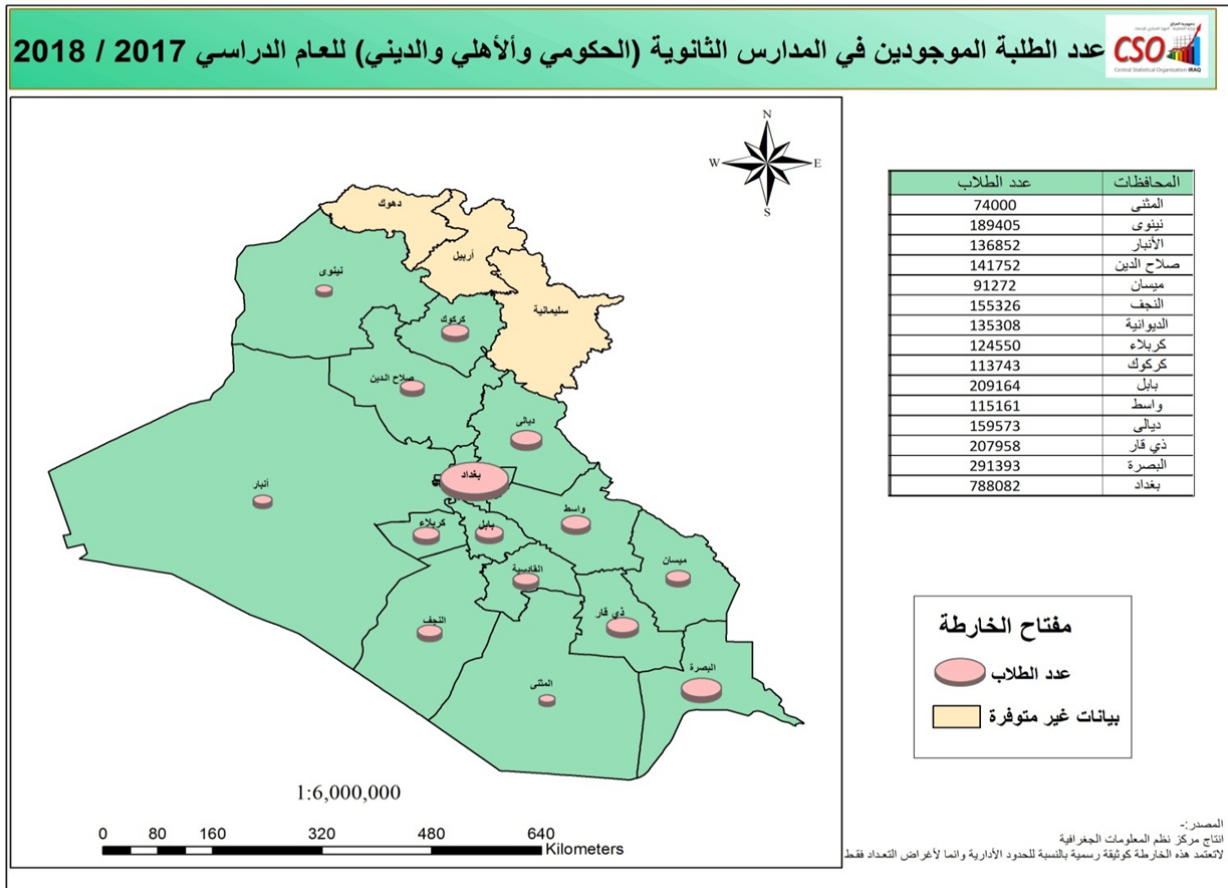 عدد الطلبة الموجودين في المدارس الثانوية (الحكومي وألأهلي والديني) للعام الدراسي 2017 / 2018
CSO
Central Statistical Organization IRAQ
N
W E
S
دهوك
أربيل
نينوى
سليمانية
كركوك
صلاح الدين
ديالى
بغداد
أنبار
واسط
بابل
كربلاء
ميسان
القادسية
ذي قار
النجف
البصرة
المثنى
1:6,000,000
0 80 160 320 480 640
Kilometers
المحافظات عدد الطلاب
المثنى 74000
نينوى 189405
الأنبار 136852
صلاح الدين 141752
ميسان 91272
النجف 155326
الديوانية 135308
كربلاء 124550
كركوك 113743
بابل 209164
واسط 115161
ديالى 159573
ذي قار 207958
البصرة 291393
بغداد 788082
مفتاح الخارطة
عدد الطلاب
بيانات غير متوفرة
المصدر:-
انتاج مركز نظم المعلومات الجغرافية
لاتعتمد هذه الخارطة كوثيقة رسمية بالنسبة للحدود الأدارية وانما لأغراض التعداد فقط